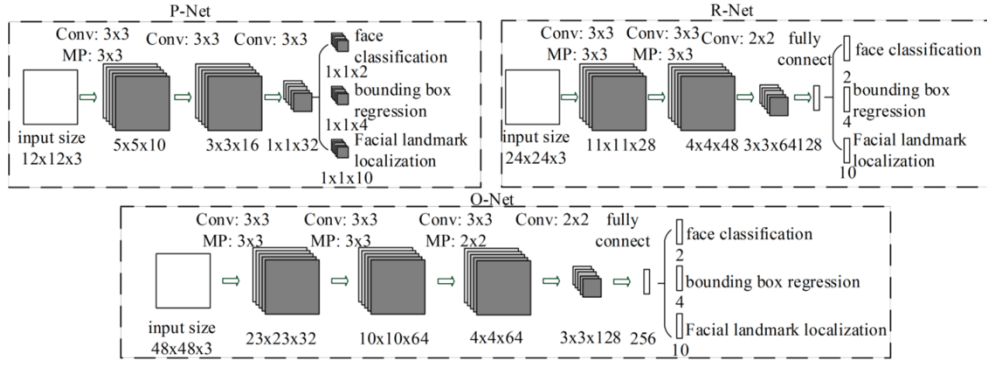 P-Net
Conv: 3x3 Conv: 3x3 Conv: 3x3
MP: 3x3
input size
12x12x3
5x5x10
3x3x16
1x1x32
face
classification
1x1x2
bounding box
regression
1x1x4
Facial landmark
localization
1x1x10
R-Net
Conv: 3x3 Conv: 3x3 Conv: 2x2 fully
MP: 3x3 MP: 3x3 connect
input size
24x24x3
11x11x28
4x4x48
3x3x64
128
face classification
2
bounding box
regression
4
Facial landmark
localization
10
O-Net
Conv: 3x3 Conv: 3x3 Conv: 3x3 Conv: 2x2 fully
MP: 3x3 MP: 3x3 MP: 2x2 connect
input size
48x48x3
23x23x32
10x10x64
4x4x64
3x3x128
256
face classification
2
bounding box regression
4
Facial landmark localization
10